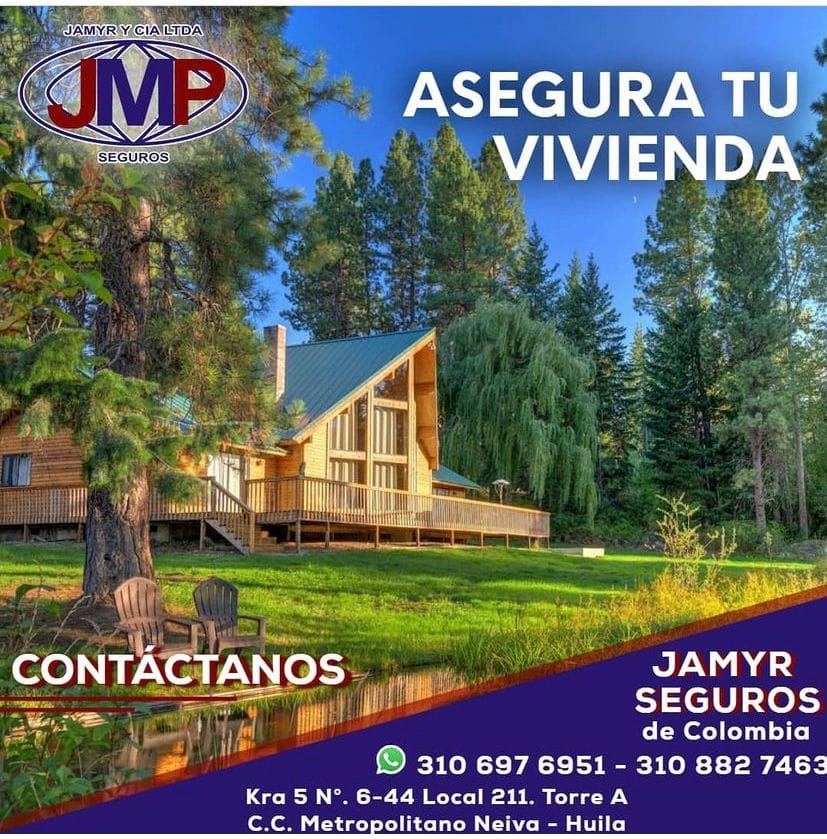 JAMYR Y CIA LTDA
JMP
SEGUROS
ASEGURA TU
VIVIENDA
CONTÁCTANOS
JAMYR
SEGUROS
de Colombia
310 697 6951 - 310 882 7463
Kra 5 N°. 6-44 Local 211. Torre A
C.C. Metropolitano Neiva - Huila